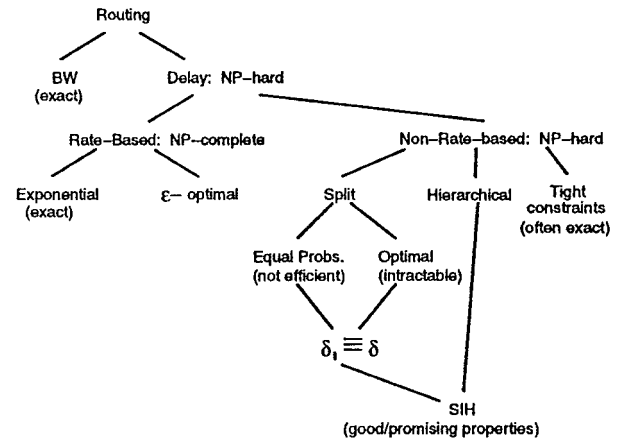 Routing
BW
(exact)
Delay: NP-hard
Rate-Based: NP--complete
Non-Rate-based: NP-hard
Exponential
(exact)
ε- optimal
Split
Hierarchical
Tight
constraints
(often exact)
Equal Probs.
(not efficient)
Optimal
(intractable)
δ₁ ≡ δ
SIH
(good/promising properties)